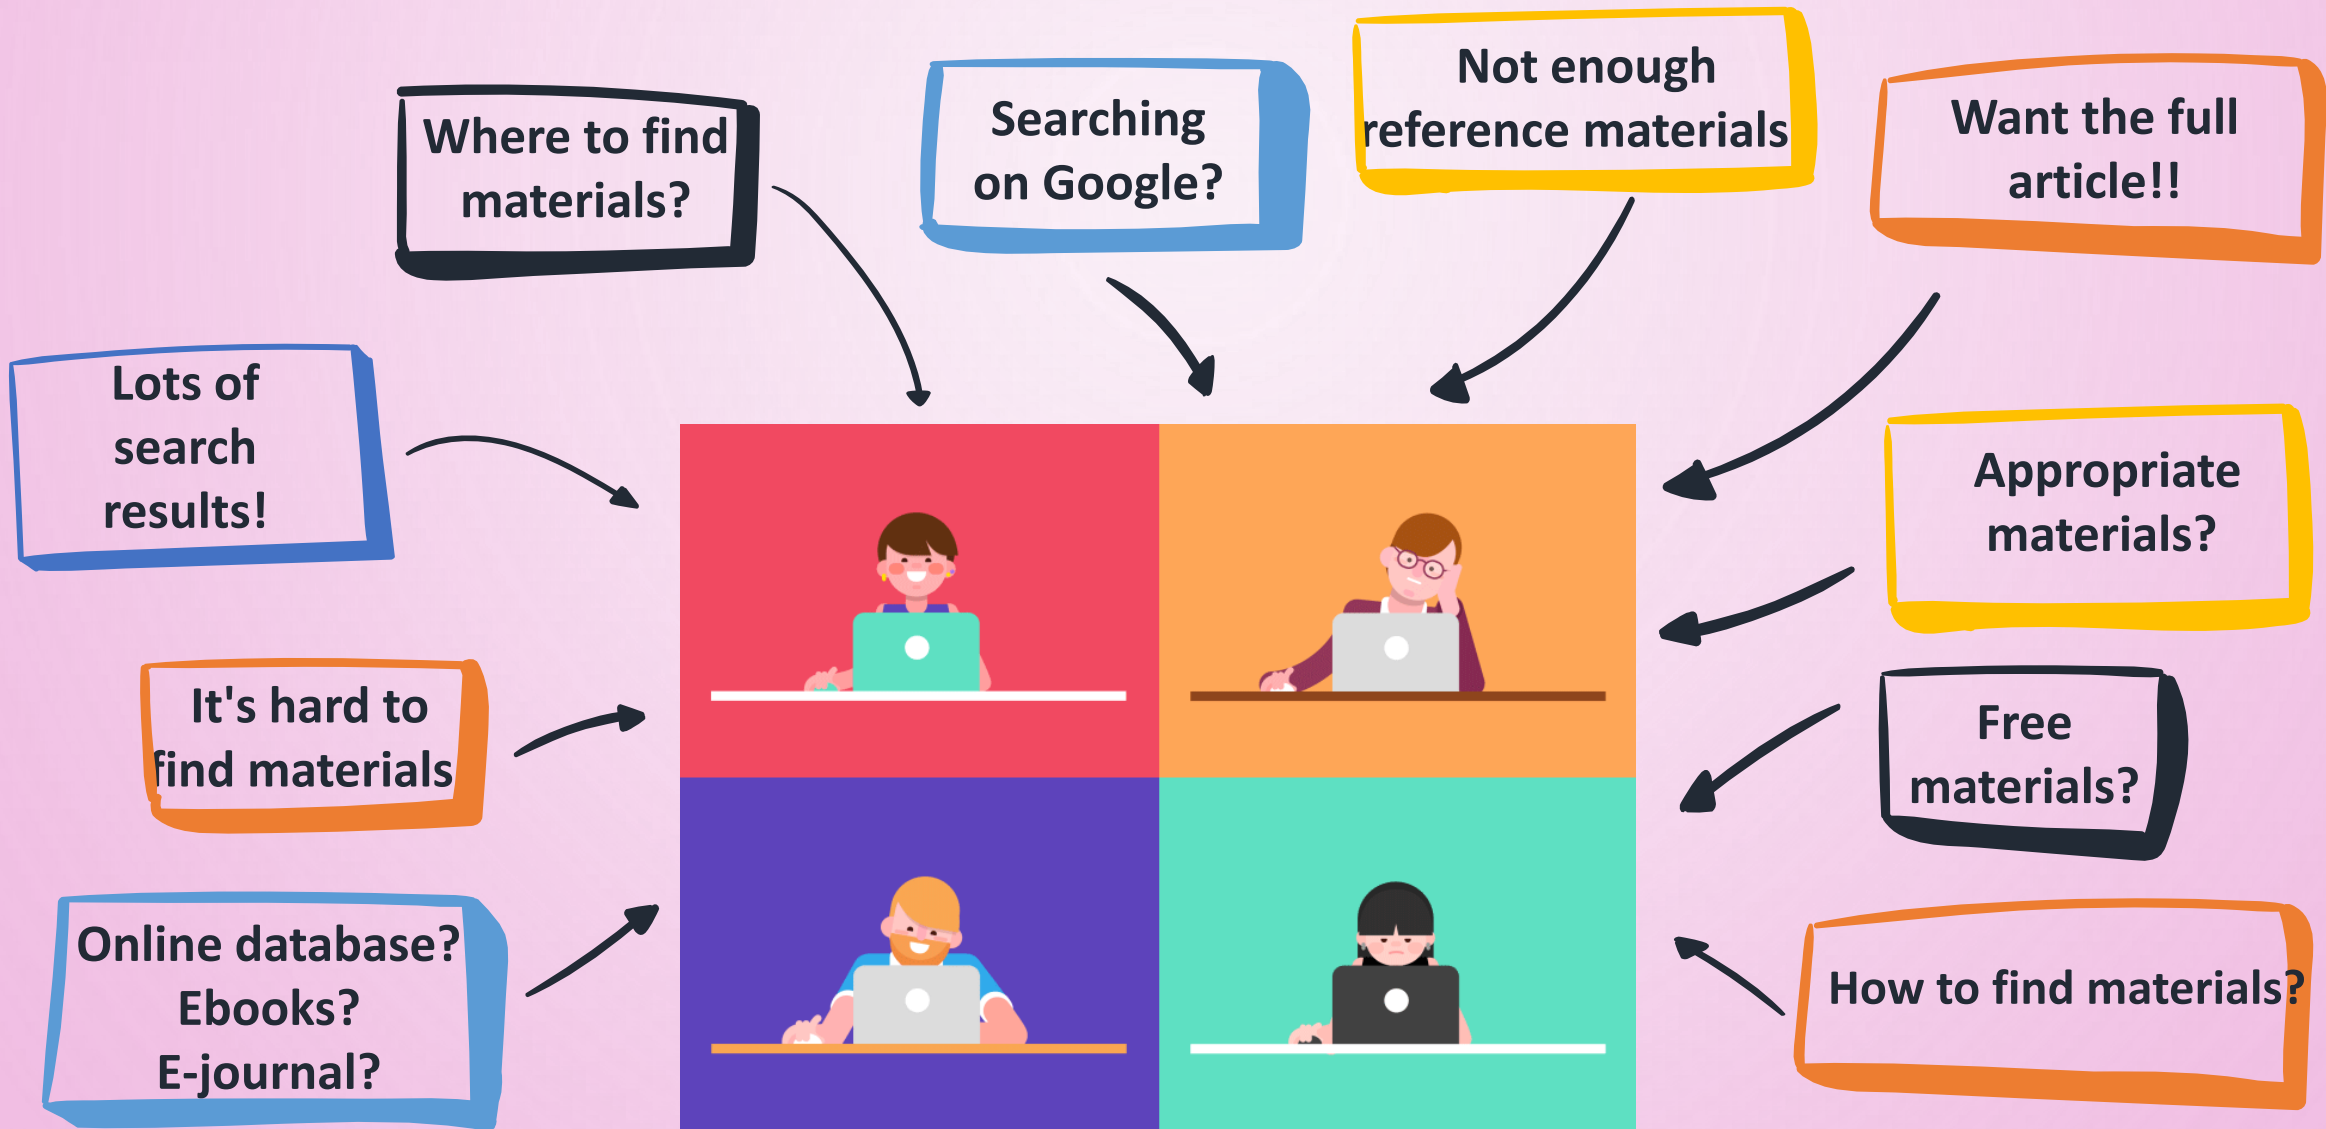 Where to find
materials?
Searching
on Google?
Not enough
reference materials
Want the full
article!!
Lots of
search
results!
Appropriate
materials?
It's hard to
find materials
Free
materials?
Online database?
Ebooks?
E-journal?
How to find materials?